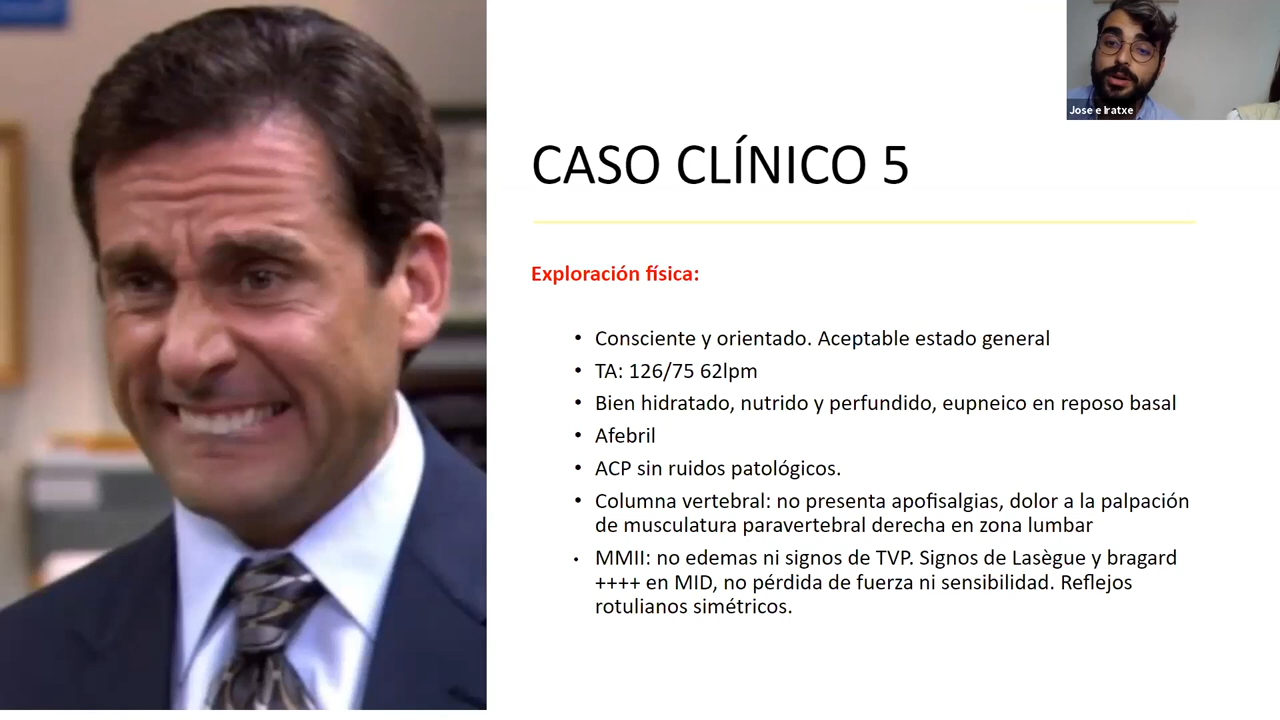 Jose e Iratxe
CASO CLÍNICO 5
Exploración física:
• Consciente y orientado. Aceptable estado general
• TA: 126/75 62lpm
• Bien hidratado, nutrido y perfundido, eupneico en reposo basal
• Afebril
• ACP sin ruidos patológicos.
• Columna vertebral: no presenta apofisalgias, dolor a la palpación
de musculatura paravertebral derecha en zona lumbar
• MMII: no edemas ni signos de TVP. Signos de Lasègue y bragard
++++ en MID, no pérdida de fuerza ni sensibilidad. Reflejos
rotulianos simétricos.